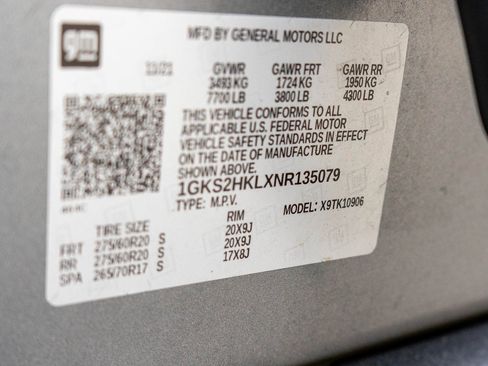 gm
MFD BY GENERAL MOTORS LLC
11/21 GVWR GAWR FRT GAWR RR
3493 KG 1724 KG 1950 KG
7700 LB 3800 LB 4300 LB
THIS VEHICLE CONFORMS TO ALL
APPLICABLE U.S. FEDERAL MOTOR
VEHICLE SAFETY STANDARDS IN EFFECT
ON THE DATE OF MANUFACTURE
SHOWN ABOVE.
1GKS2HKLXNR135079
TYPE: M.P.V. MODEL: X9TK10906
TIRE SIZE RIM
FRT 275/60R20 S 20X9J
RR 275/60R20 S 20X9J
SPA 265/70R17 S 17X8J